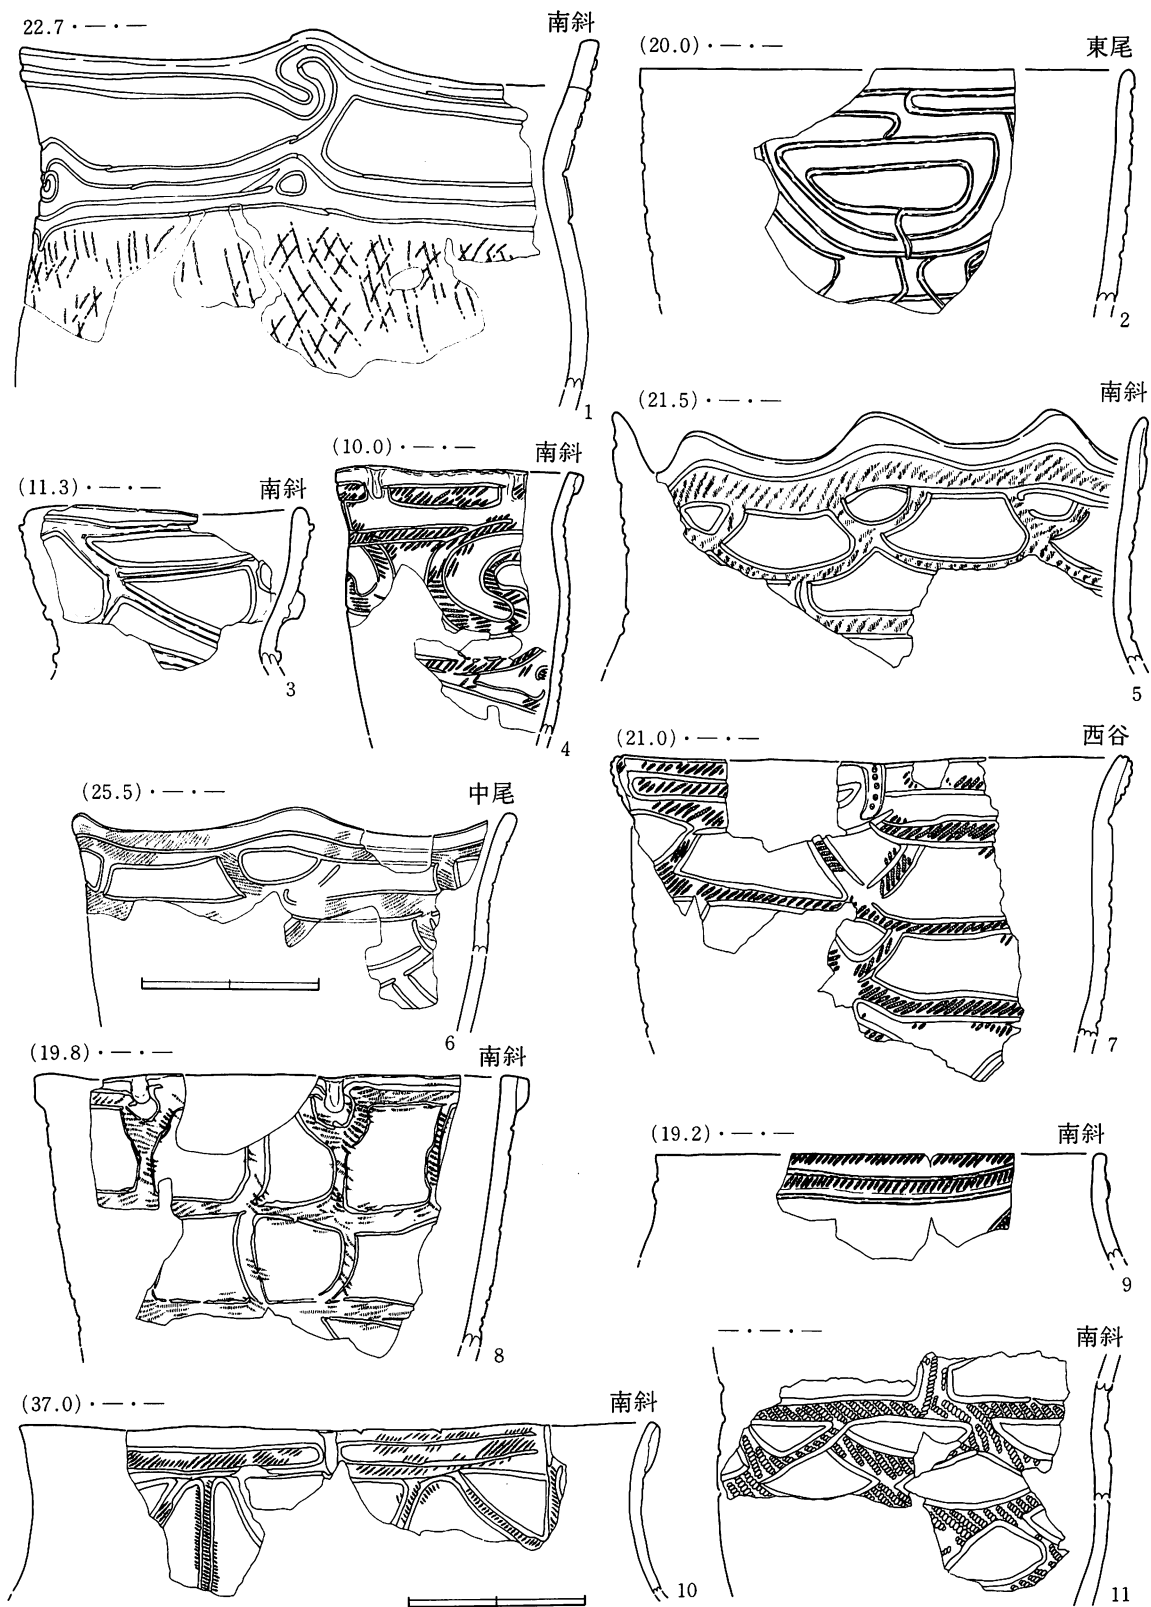 22.7・―・―
南斜
1
(20.0)・―・―
東尾
2
(11.3)・―・―
南斜
3
(10.0)・―・―
南斜
4
(21.5)・―・―
南斜
5
(25.5)・―・―
中尾
6
(21.0)・―・―
西谷
7
(19.8)・―・―
南斜
8
(19.2)・―・―
南斜
9
(37.0)・―・―
南斜
10
―・―・―
南斜
11